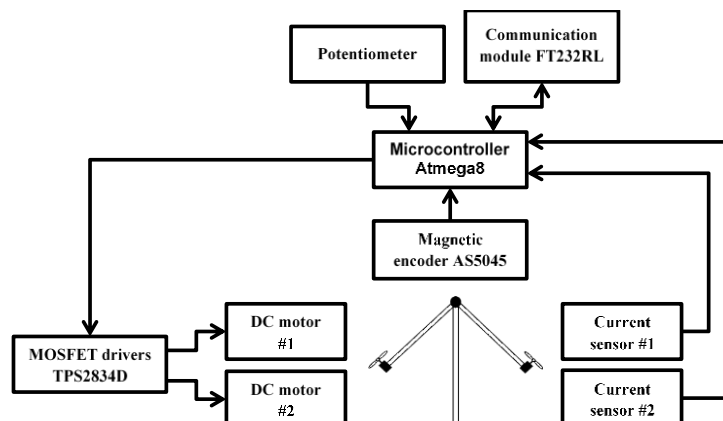 Potentiometer
Communication
module FT232RL
Microcontroller
Atmega8
Magnetic
encoder AS5045
DC motor
#1
Current
sensor #1
MOSFET drivers
TPS2834D
DC motor
#2
Current
sensor #2